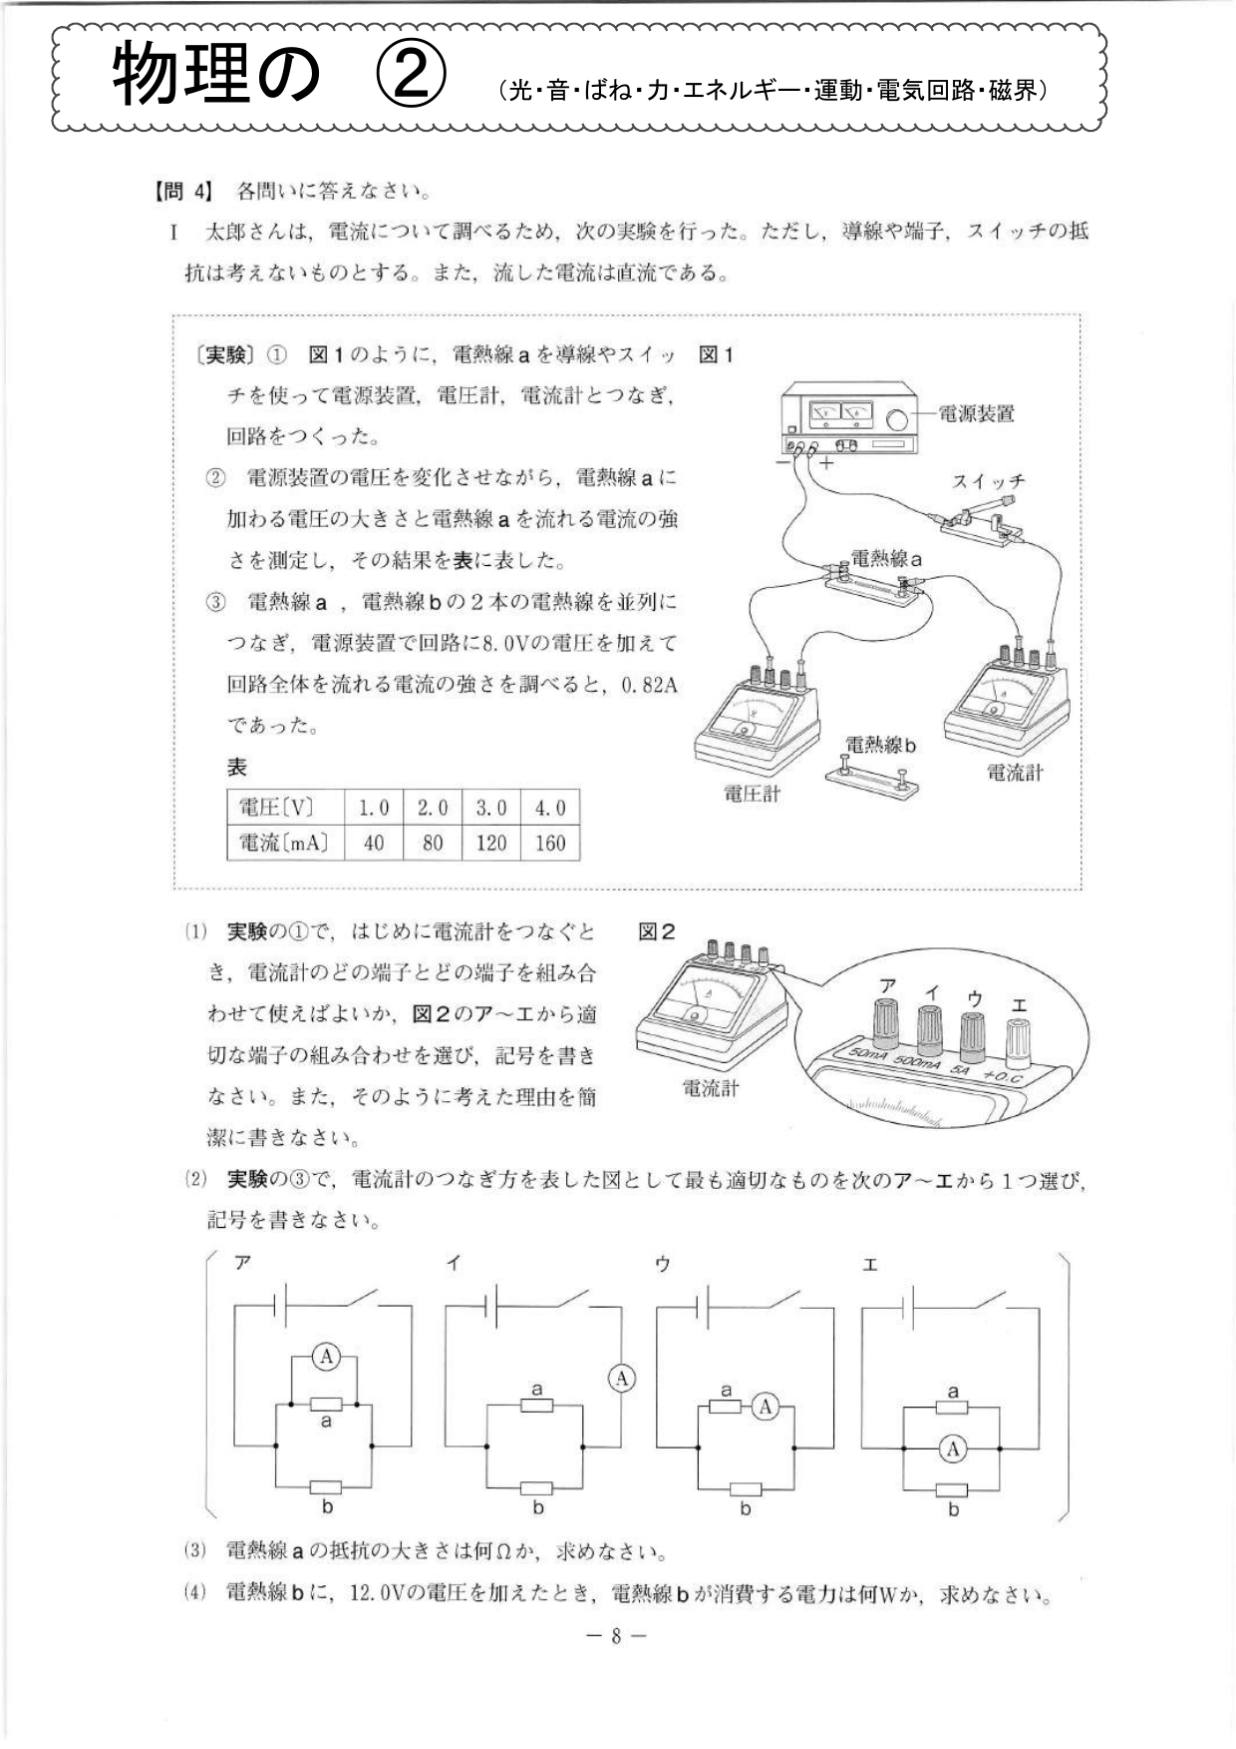 物理の ② (光・音・ばね・力・エネルギー・運動・電気回路・磁界)
【問 4】 各問いに答えなさい。
Ⅰ 太郎さんは，電流について調べるため，次の実験を行った。ただし，導線や端子，スイッチの抵
抗は考えないものとする。また，流した電流は直流である。
〔実験〕① 図1のように，電熱線aを導線やスイッ
チを使って電源装置，電圧計，電流計とつなぎ，
回路をつくった。
② 電源装置の電圧を変化させながら，電熱線aに
加わる電圧の大きさと電熱線aを流れる電流の強
さを測定し，その結果を表に表した。
③ 電熱線a，電熱線bの2本の電熱線を並列に
つなぎ，電源装置で回路に8.0Vの電圧を加えて
回路全体を流れる電流の強さを調べると，0.82A
であった。
表
電圧〔V〕 1.0 2.0 3.0 4.0
電流〔mA〕 40 80 120 160
図1
電源装置
− +
スイッチ
電熱線a
電熱線b
電圧計
電流計
(1) 実験の①で，はじめに電流計をつなぐと
き，電流計のどの端子とどの端子を組み合
わせて使えばよいか，図2のア～エから適
切な端子の組み合わせを選び，記号を書き
なさい。また，そのように考えた理由を簡
潔に書きなさい。
図2
電流計
ア イ ウ エ
50mA 500mA 5A +D.C
(2) 実験の③で，電流計のつなぎ方を表した図として最も適切なものを次のア～エから1つ選び，
記号を書きなさい。
ア イ ウ エ
A a b
A a b
a A b
a A b
(3) 電熱線aの抵抗の大きさは何Ωか，求めなさい。
(4) 電熱線bに，12.0Vの電圧を加えたとき，電熱線bが消費する電力は何Wか，求めなさい。
− 8 −